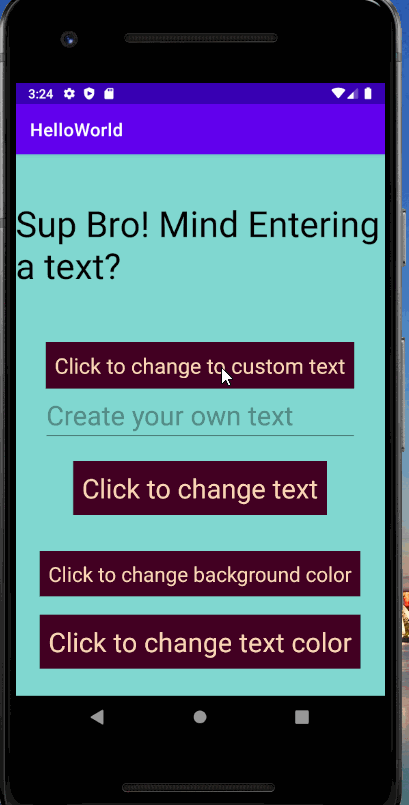 3:24
HelloWorld
Sup Bro! Mind Entering
a text?
Click to change to custom text
Create your own text
Click to change text
Click to change background color
Click to change text color